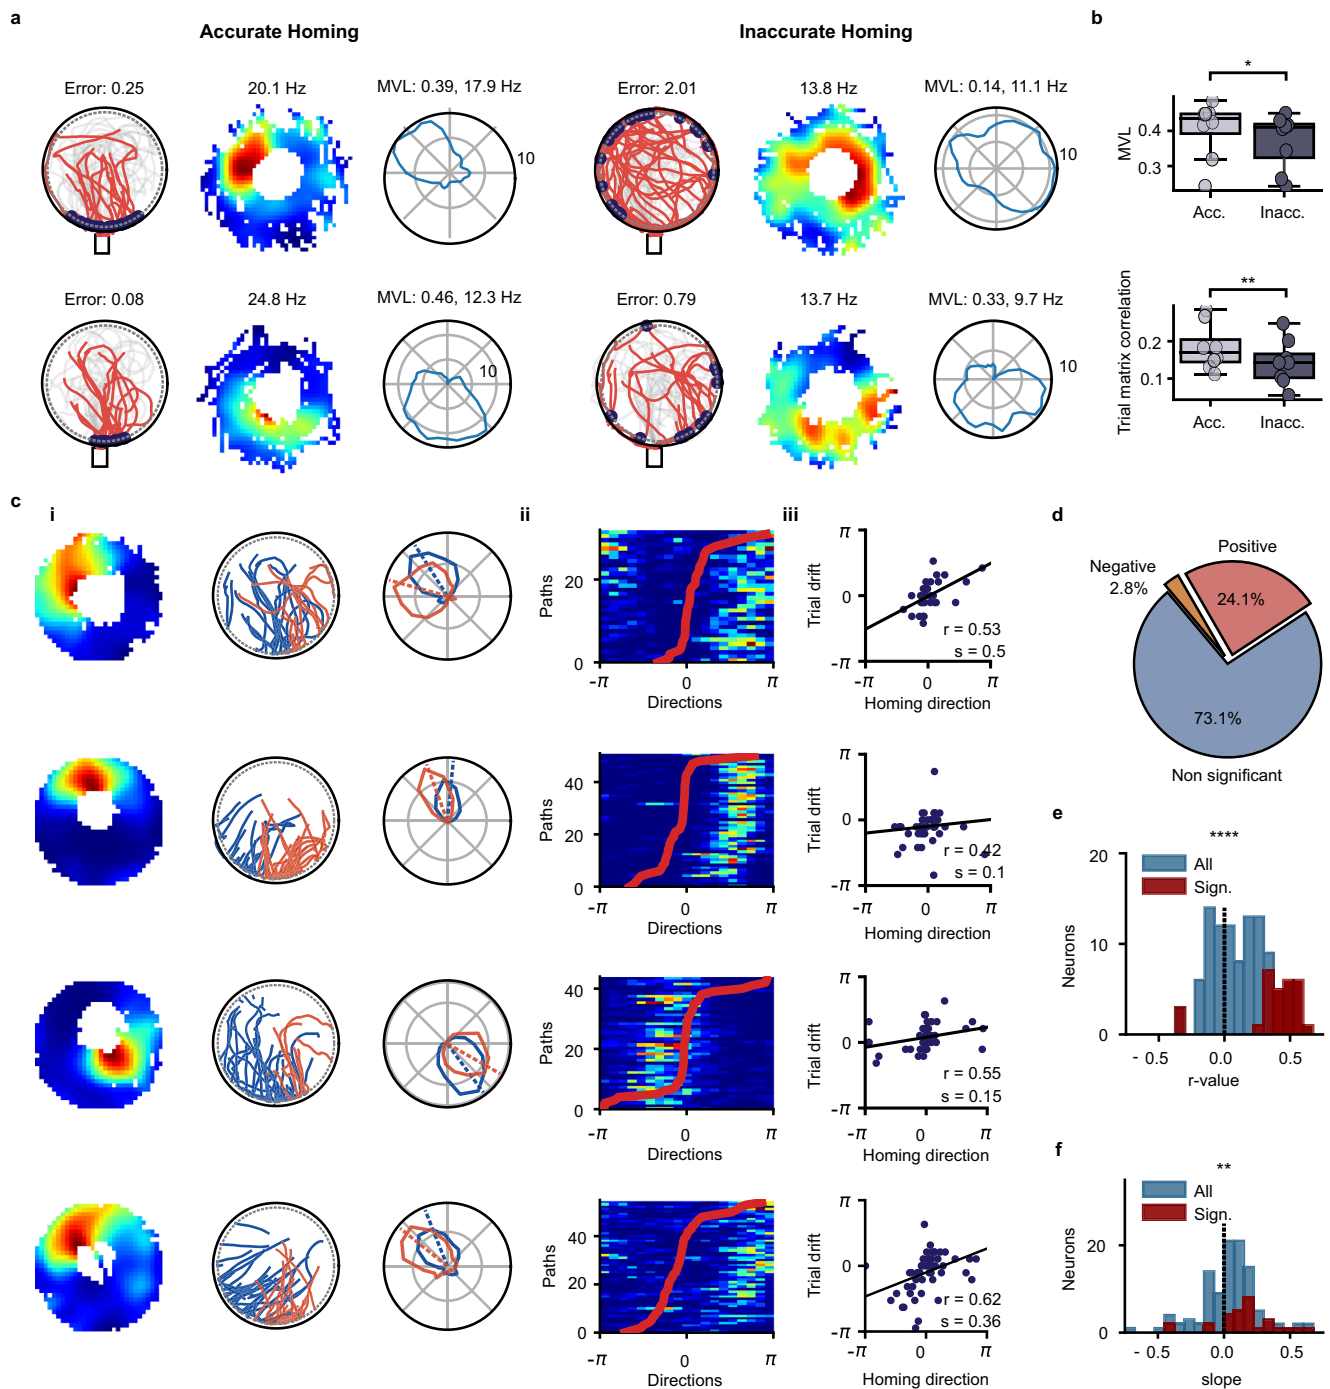 a
Accurate Homing
Inaccurate Homing
b
Error: 0.25
20.1 Hz
MVL: 0.39, 17.9 Hz
10
Error: 2.01
13.8 Hz
MVL: 0.14, 11.1 Hz
10
*
MVL
0.4
0.3
Acc.
Inacc.
Error: 0.08
24.8 Hz
MVL: 0.46, 12.3 Hz
10
Error: 0.79
13.7 Hz
MVL: 0.33, 9.7 Hz
10
**
Trial matrix correlation
0.2
0.1
Acc.
Inacc.
c
i
ii
iii
Paths
20
0
-π
0
π
Directions
Trial drift
π
0
-π
r = 0.53
s = 0.5
0
π
Homing direction
Paths
40
20
0
-π
0
π
Directions
Trial drift
π
0
-π
r = 0.42
s = 0.1
0
π
Homing direction
Paths
40
20
0
-π
0
π
Directions
Trial drift
π
0
-π
r = 0.55
s = 0.15
-π
0
π
Homing direction
Paths
40
20
0
-π
0
π
Directions
Trial drift
π
0
-π
r = 0.62
s = 0.36
-π
0
π
Homing direction
d
Positive
Negative
2.8%
24.1%
73.1%
Non significant
e
****
All
Sign.
Neurons
20
10
0
- 0.5
0.0
0.5
r-value
f
**
All
Sign.
Neurons
20
0
- 0.5
0.0
0.5
slope